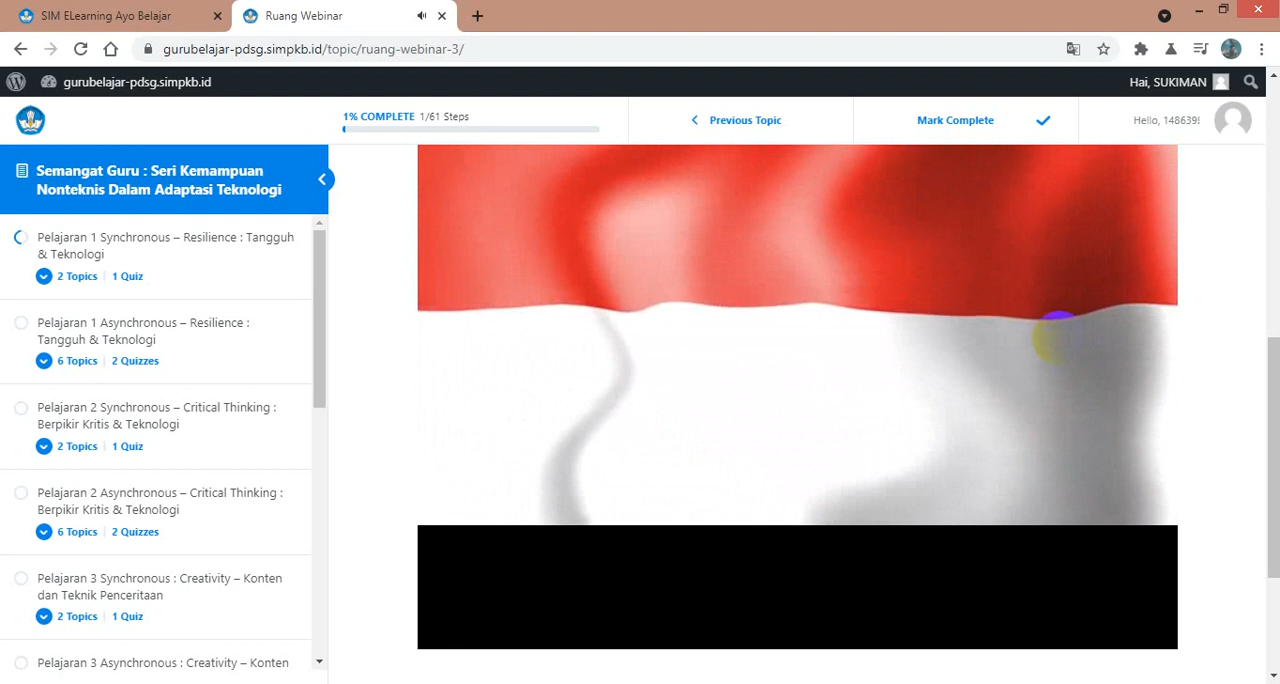 SIM ELearning Ayo Belajar
Ruang Webinar
gurubelajar-pdsg.simpkb.id/topic/ruang-webinar-3/
gurubelajar-pdsg.simpkb.id
Hai, SUKIMAN
1% COMPLETE 1/61 Steps
Previous Topic
Mark Complete
Hello, 148639!
Semangat Guru : Seri Kemampuan
Nonteknis Dalam Adaptasi Teknologi
Pelajaran 1 Synchronous – Resilience : Tangguh
& Teknologi
2 Topics | 1 Quiz
Pelajaran 1 Asynchronous – Resilience :
Tangguh & Teknologi
6 Topics | 2 Quizzes
Pelajaran 2 Synchronous – Critical Thinking :
Berpikir Kritis & Teknologi
2 Topics | 1 Quiz
Pelajaran 2 Asynchronous – Critical Thinking :
Berpikir Kritis & Teknologi
6 Topics | 2 Quizzes
Pelajaran 3 Synchronous : Creativity – Konten
dan Teknik Penceritaan
2 Topics | 1 Quiz
Pelajaran 3 Asynchronous : Creativity – Konten